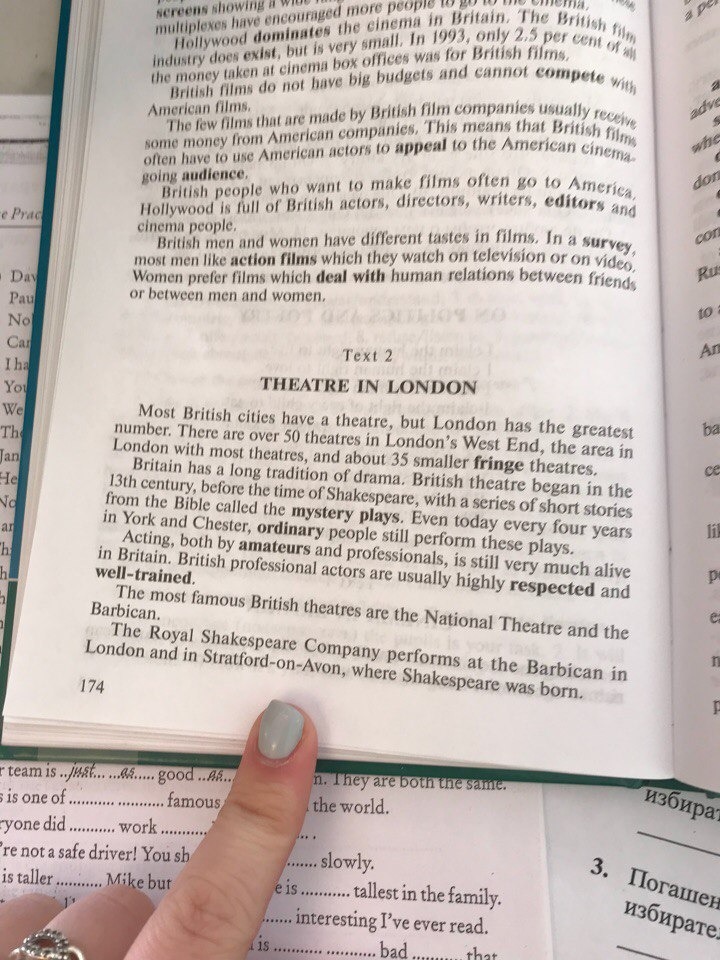 screens showing a wide
multiplexes have encouraged more people to go to the cinema.
Hollywood dominates the cinema in Britain. The British film
industry does exist, but is very small. In 1993, only 2.5 per cent of all
the money taken at cinema box offices was for British films.
British films do not have big budgets and cannot compete with
American films.
The few films that are made by British film companies usually receive
some money from American companies. This means that British films
often have to use American actors to appeal to the American cinema-
going audience.
British people who want to make films often go to America.
Hollywood is full of British actors, directors, writers, editors and
cinema people.
British men and women have different tastes in films. In a survey,
most men like action films which they watch on television or on video.
Women prefer films which deal with human relations between friends
or between men and women.
Text 2
THEATRE IN LONDON
Most British cities have a theatre, but London has the greatest
number. There are over 50 theatres in London's West End, the area in
London with most theatres, and about 35 smaller fringe theatres.
Britain has a long tradition of drama. British theatre began in the
13th century, before the time of Shakespeare, with a series of short stories
from the Bible called the mystery plays. Even today every four years
in York and Chester, ordinary people still perform these plays.
Acting, both by amateurs and professionals, is still very much alive
in Britain. British professional actors are usually highly respected and
well-trained.
The most famous British theatres are the National Theatre and the
Barbican.
The Royal Shakespeare Company performs at the Barbican in
London and in Stratford-on-Avon, where Shakespeare was born.
174
team is ..just... ...as..... good ..as... n. They are both the same.
is one of .......... .......... famous the world.
ryone did .......... work ..........
're not a safe driver! You sh ....... slowly.
is taller .......... Mike but e is .......... tallest in the family.
....... interesting I've ever read.
is .......... .......... bad .......... that
избира
3. Погашен
избирате